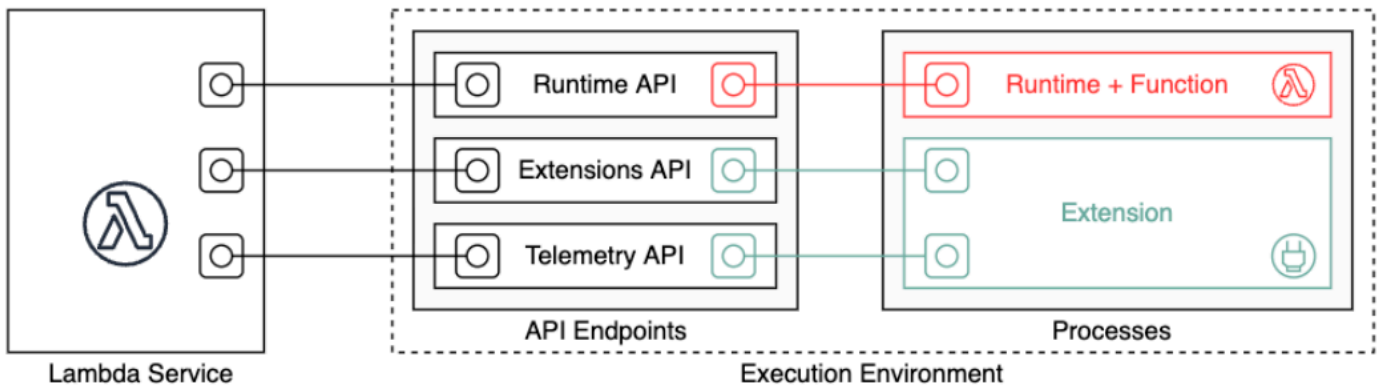 Runtime API
Runtime + Function
Extensions API
Extension
Telemetry API
API Endpoints
Processes
Lambda Service
Execution Environment